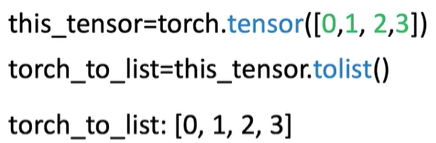 this_tensor=torch.tensor([0,1, 2,3])
torch_to_list=this_tensor.tolist()
torch_to_list: [0, 1, 2, 3]